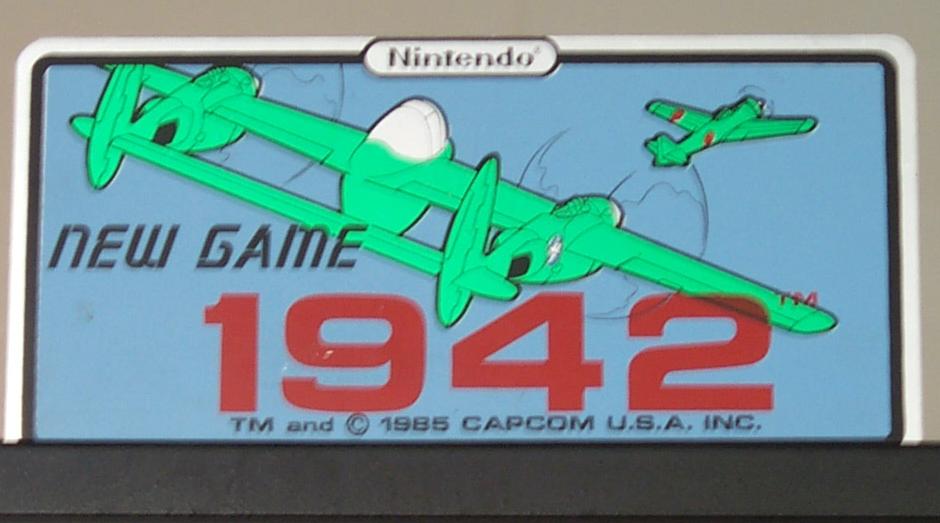 Nintendo®
NEW GAME
1942™
TM and © 1985 CAPCOM U.S.A. INC.